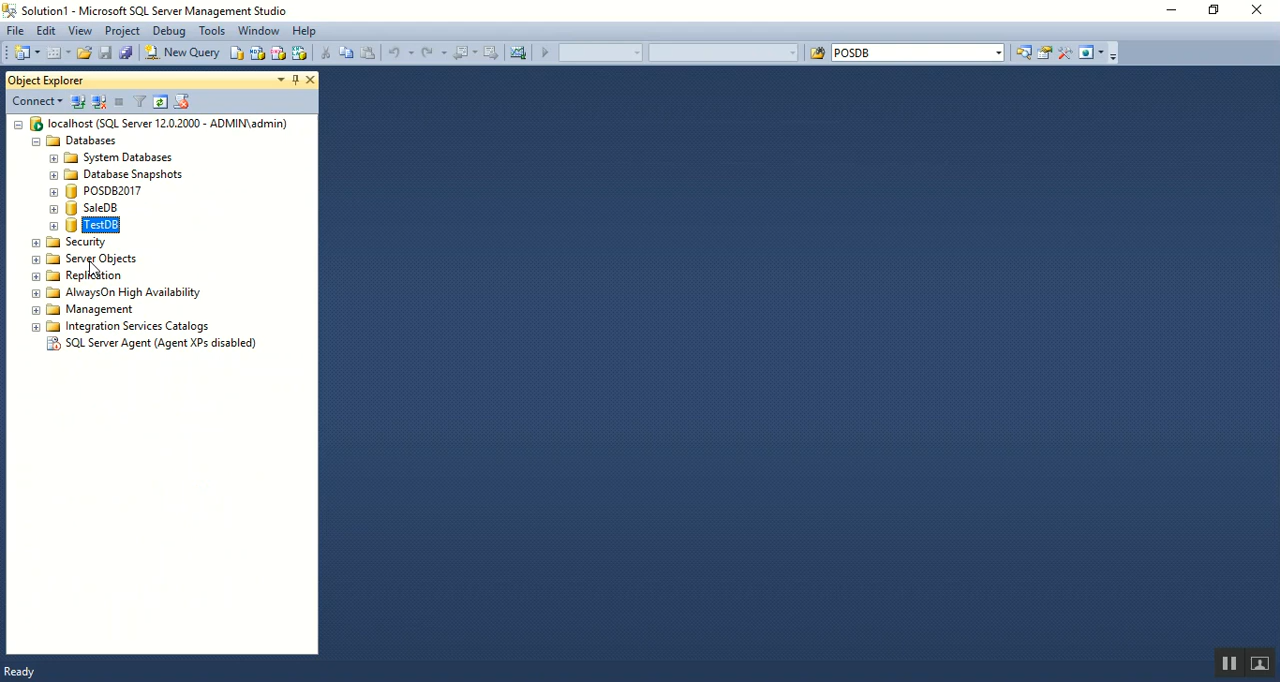 Solution1 - Microsoft SQL Server Management Studio
File Edit View Project Debug Tools Window Help
New Query POSDB
Object Explorer
Connect
localhost (SQL Server 12.0.2000 - ADMIN\admin)
Databases
System Databases
Database Snapshots
POSDB2017
SaleDB
TestDB
Security
Server Objects
Replication
AlwaysOn High Availability
Management
Integration Services Catalogs
SQL Server Agent (Agent XPs disabled)
Ready